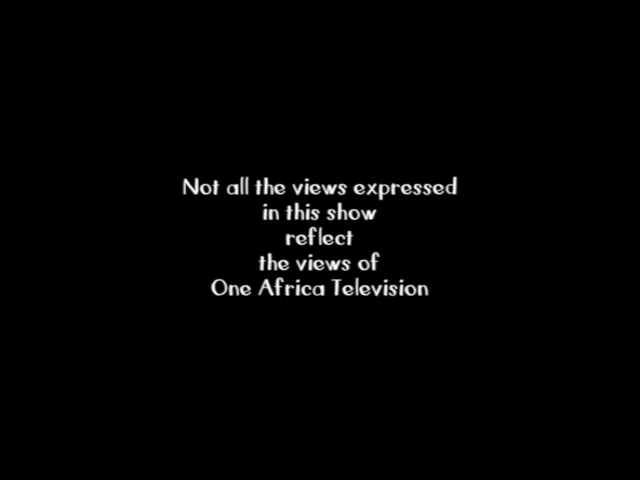 Not all the views expressed
in this show
reflect
the views of
One Africa Television